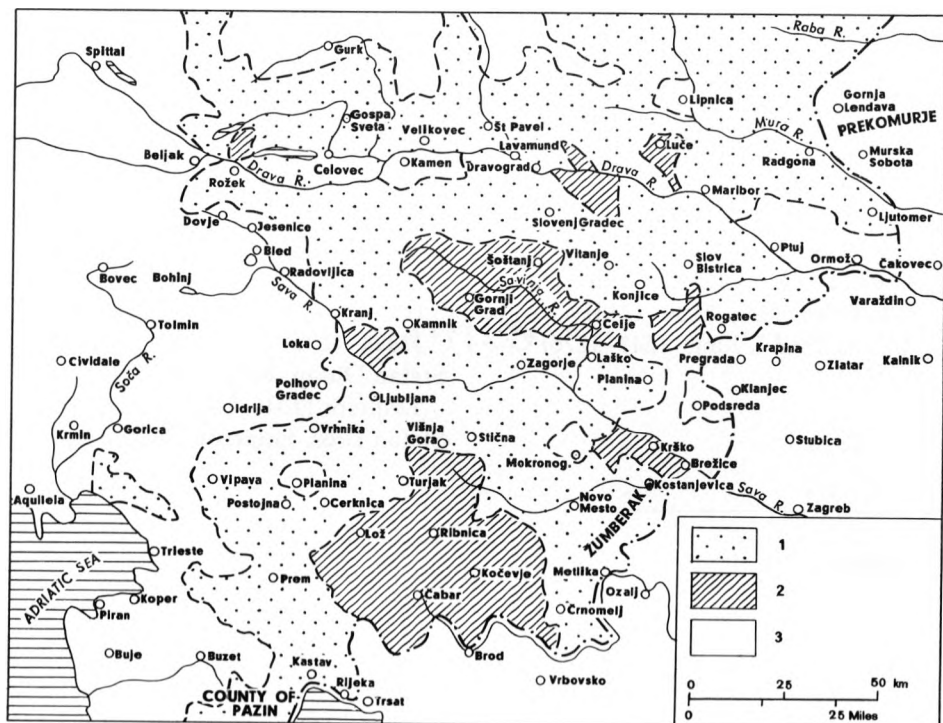 Spittal
Gurk
Raba R.
Lipnica
Gornja
Lendava
PREKOMURJE
Gospa
Sveta
Velikovec
Št Pavel
Lavamund
Luče
Mura R.
Radgona
Murska
Sobota
Beljak
Rožek
Drava R.
Celovec
Kamen
Dravograd
Drava R.
Maribor
Ljutomer
Dovje
Jesenice
Slovenj Gradec
Bled
Bovec
Bohinj
Radovljica
Šoštanj
Vitanje
Slov
Bistrica
Ptuj
Ormož
Čakovec
Sava R.
Savinja R.
Gornji
Grad
Konjice
Varaždin
Tolmin
Kranj
Kamnik
Celje
Rogatec
Loka
Cividale
Soča R.
Zagorje
Laško
Planina
Pregrada
Krapina
Zlatar
Kalnik
Polhov
Gradec
Ljubljana
Klanjec
Podsreda
Idrija
Krmin
Gorica
Vrhnika
Višnja
Gora
Stična
Mokronog
Krško
Stubica
Brežice
Vipava
Planina
Turjak
Kostanjevica
Sava R.
Aquileia
Postojna
Cerknica
Novo
Mesto
Zagreb
ŽUMBERAK
Lož
Ribnica
Trieste
ADRIATIC SEA
Prem
Kočevje
Metlika
Ozalj
Koper
Piran
Čabar
Črnomelj
Buje
Buzet
Brod
Kastav
Vrbovsko
COUNTY OF
PAZIN
Rijeka
Trsat
1
2
3
0 50 km
0 25 Miles